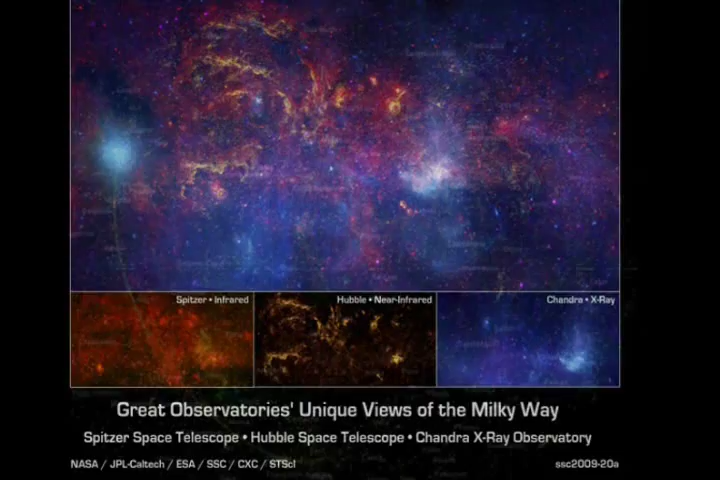 Spitzer • Infrared
Hubble • Near-Infrared
Chandra • X-Ray
Great Observatories' Unique Views of the Milky Way
Spitzer Space Telescope • Hubble Space Telescope • Chandra X-Ray Observatory
NASA / JPL-Caltech / ESA / SSC / CXC / STScI
ssc2009-20a